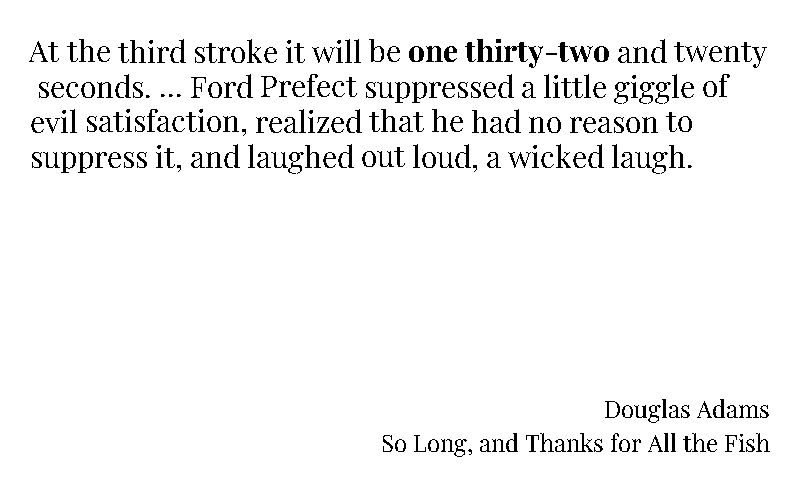 At the third stroke it will be one thirty-two and twenty
seconds. ... Ford Prefect suppressed a little giggle of
evil satisfaction, realized that he had no reason to
suppress it, and laughed out loud, a wicked laugh.
Douglas Adams
So Long, and Thanks for All the Fish